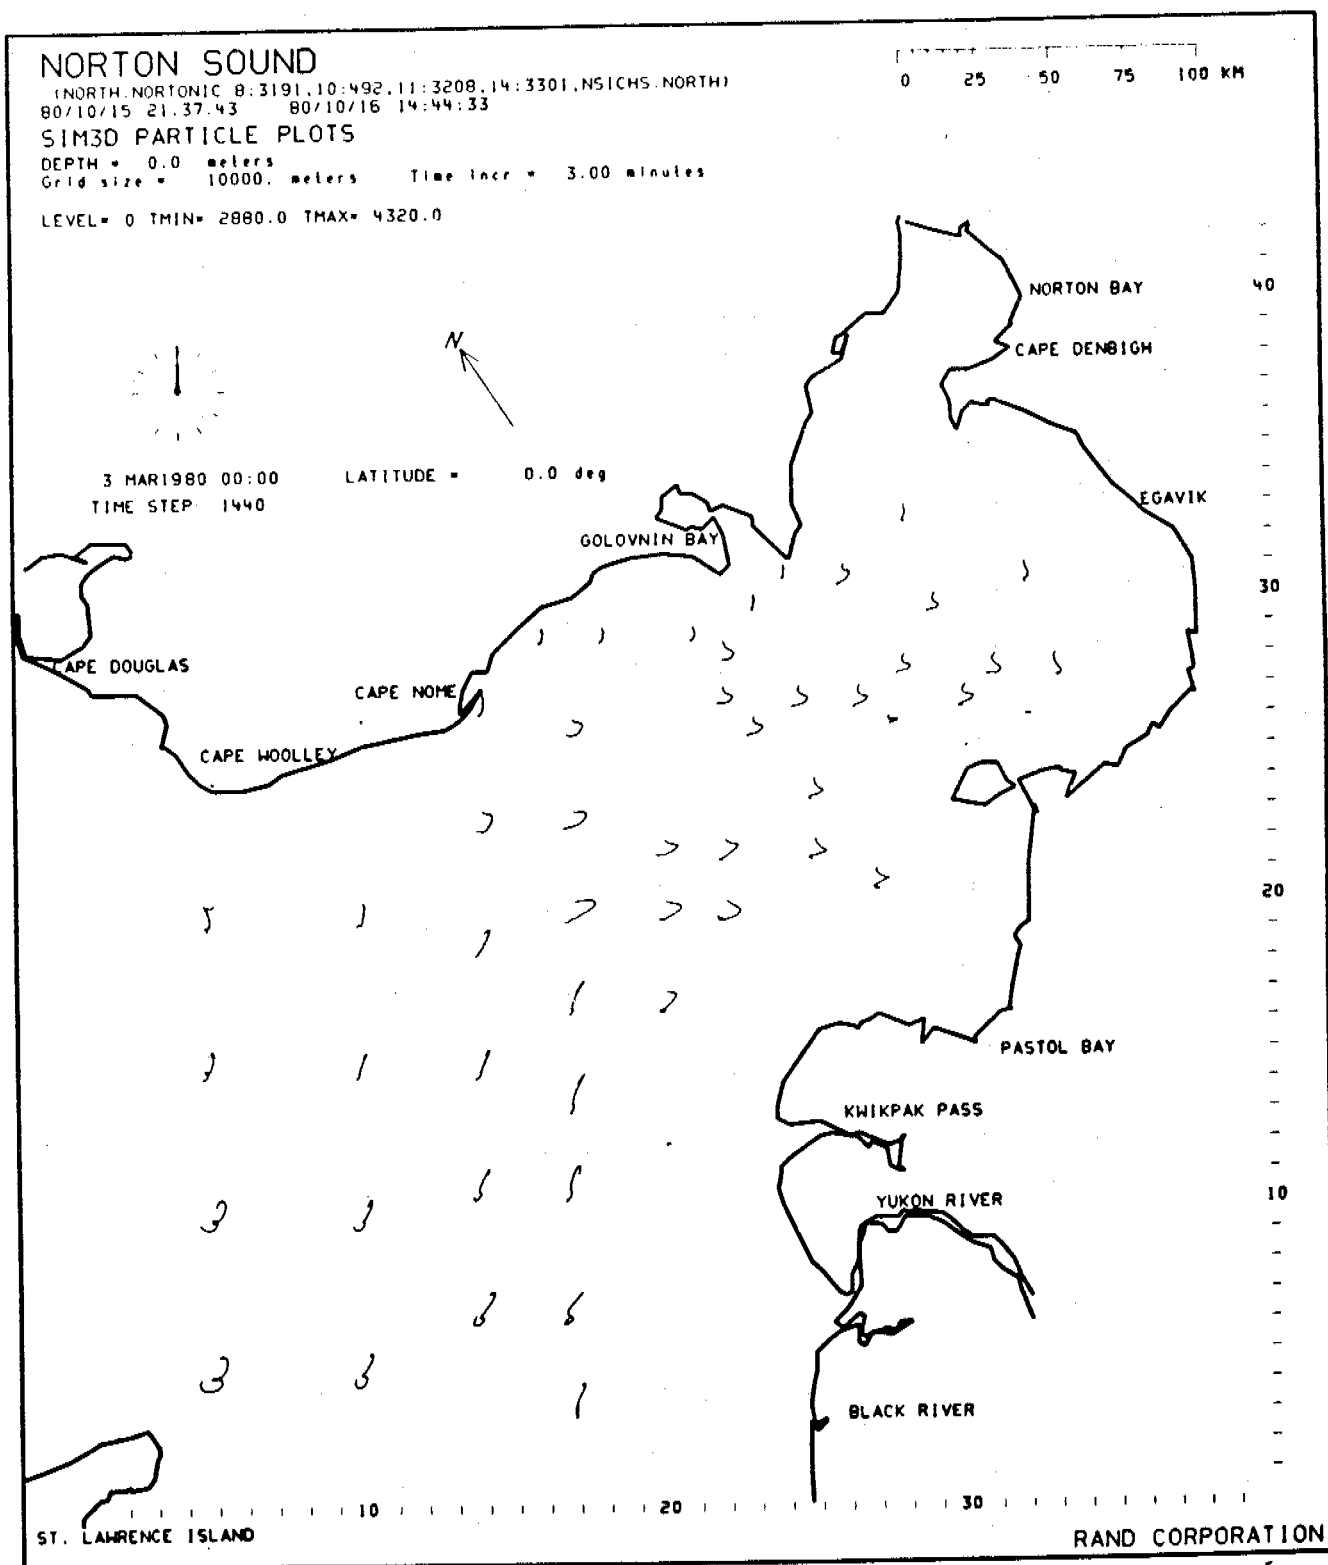 NORTON SOUND
(NORTH.NORTONIC 8:3191,10:492,11:3208,14:3301,NSICHS.NORTH)
80/10/15 21.37.43 80/10/16 14:44:33
SIM3D PARTICLE PLOTS
DEPTH = 0.0 meters
Grid size = 10000. meters Time incr = 3.00 minutes
LEVEL= 0 TMIN= 2880.0 TMAX= 4320.0
0 25 50 75 100 KM
NORTON BAY
40
N
CAPE DENBIGH
3 MAR1980 00:00 LATITUDE = 0.0 deg
TIME STEP: 1440
EGAVIK
GOLOVNIN BAY
30
CAPE DOUGLAS
CAPE NOME
CAPE WOOLLEY
20
PASTOL BAY
KWIKPAK PASS
10
YUKON RIVER
BLACK RIVER
10 20 30
ST. LAWRENCE ISLAND
RAND CORPORATION